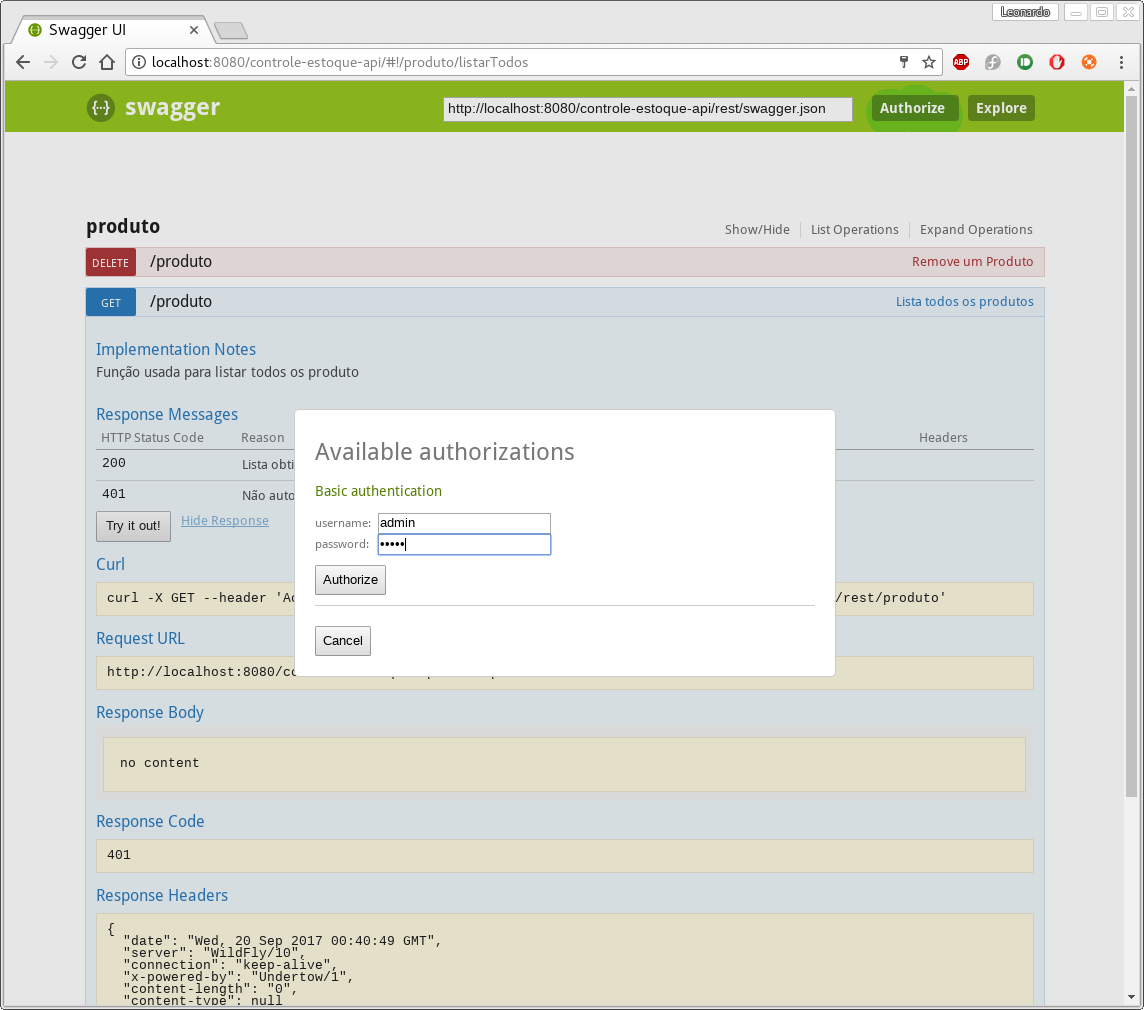 Leonardo
Swagger UI
localhost:8080/controle-estoque-api/#!/produto/listarTodos
ABP
{···} swagger
http://localhost:8080/controle-estoque-api/rest/swagger.json
Authorize
Explore
produto
Show/Hide
List Operations
Expand Operations
DELETE /produto Remove um Produto
GET /produto Lista todos os produtos
Implementation Notes
Função usada para listar todos os produto
Response Messages
HTTP Status Code Reason Headers
200 Lista obti
401 Não auto
Try it out! Hide Response
Available authorizations
Basic authentication
username: admin
password: •••••
Authorize
Cancel
Curl
curl -X GET --header 'Ac /rest/produto'
Request URL
http://localhost:8080/co
Response Body
no content
Response Code
401
Response Headers
{
"date": "Wed, 20 Sep 2017 00:40:49 GMT",
"server": "WildFly/10",
"connection": "keep-alive",
"x-powered-by": "Undertow/1",
"content-length": "0",
"content-type": null